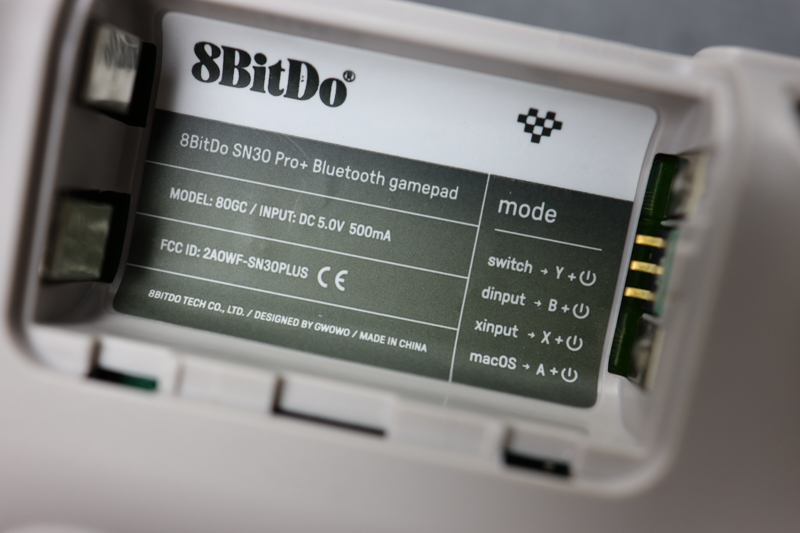 8BitDo®
8BitDo SN30 Pro+ Bluetooth gamepad
MODEL: 80GC / INPUT: DC 5.0V 500mA
FCC ID: 2AOWF-SN30PLUS CE
8BITDO TECH CO., LTD. / DESIGNED BY GWOWO / MADE IN CHINA
mode
switch → Y + ⏻
dinput → B + ⏻
xinput → X + ⏻
macOS → A + ⏻